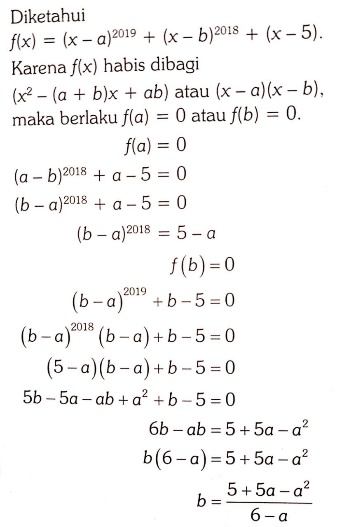 Diketahui
f(x) = (x – a)²⁰¹⁹ + (x – b)²⁰¹⁸ + (x – 5).
Karena f(x) habis dibagi
(x² – (a + b)x + ab) atau (x – a)(x – b),
maka berlaku f(a) = 0 atau f(b) = 0.
f(a) = 0
(a – b)²⁰¹⁸ + a – 5 = 0
(b – a)²⁰¹⁸ + a – 5 = 0
(b – a)²⁰¹⁸ = 5 – a
f(b) = 0
(b – a)²⁰¹⁹ + b – 5 = 0
(b – a)²⁰¹⁸ (b – a) + b – 5 = 0
(5 – a)(b – a) + b – 5 = 0
5b – 5a – ab + a² + b – 5 = 0
6b – ab = 5 + 5a – a²
b(6 – a) = 5 + 5a – a²
b = \frac{5 + 5a – a²}{6 – a}